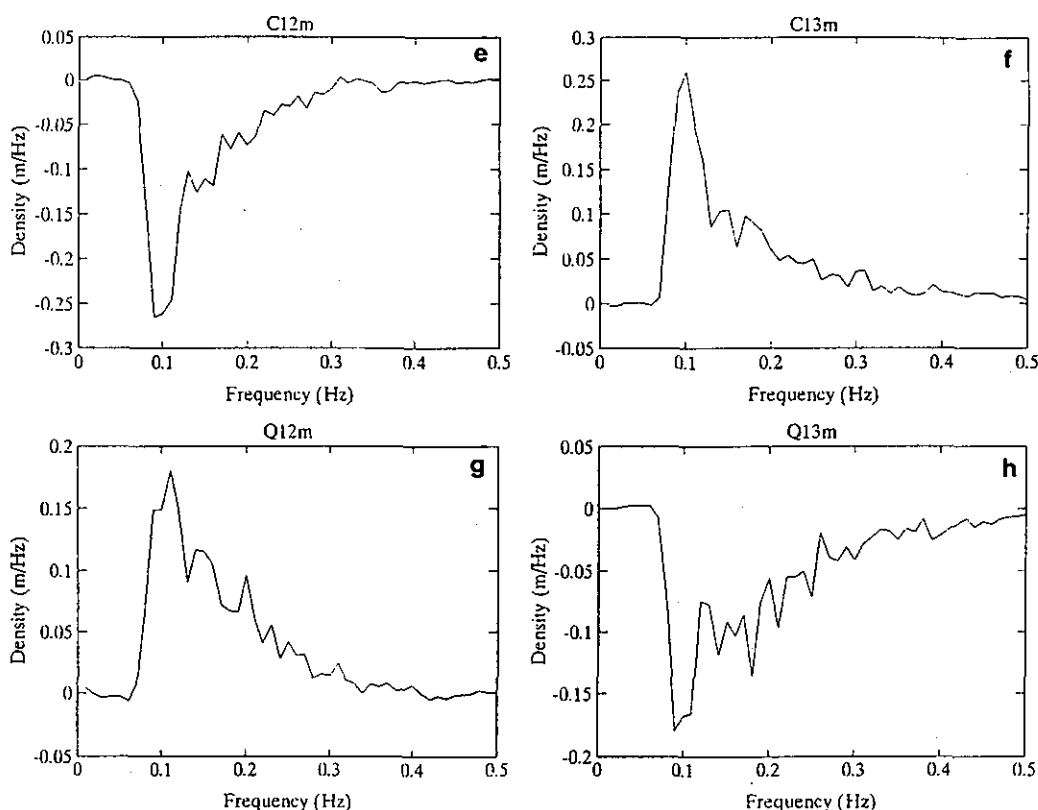 C12m
e
0.05
0
-0.05
-0.1
-0.15
-0.2
-0.25
-0.3
Density (m/Hz)
0 0.1 0.2 0.3 0.4 0.5
Frequency (Hz)
C13m
f
0.3
0.25
0.2
0.15
0.1
0.05
0
-0.05
Density (m/Hz)
0 0.1 0.2 0.3 0.4 0.5
Frequency (Hz)
Q12m
g
0.2
0.15
0.1
0.05
0
-0.05
Density (m/Hz)
0 0.1 0.2 0.3 0.4 0.5
Frequency (Hz)
Q13m
h
0.05
0
-0.05
-0.1
-0.15
-0.2
Density (m/Hz)
0 0.1 0.2 0.3 0.4 0.5
Frequency (Hz)